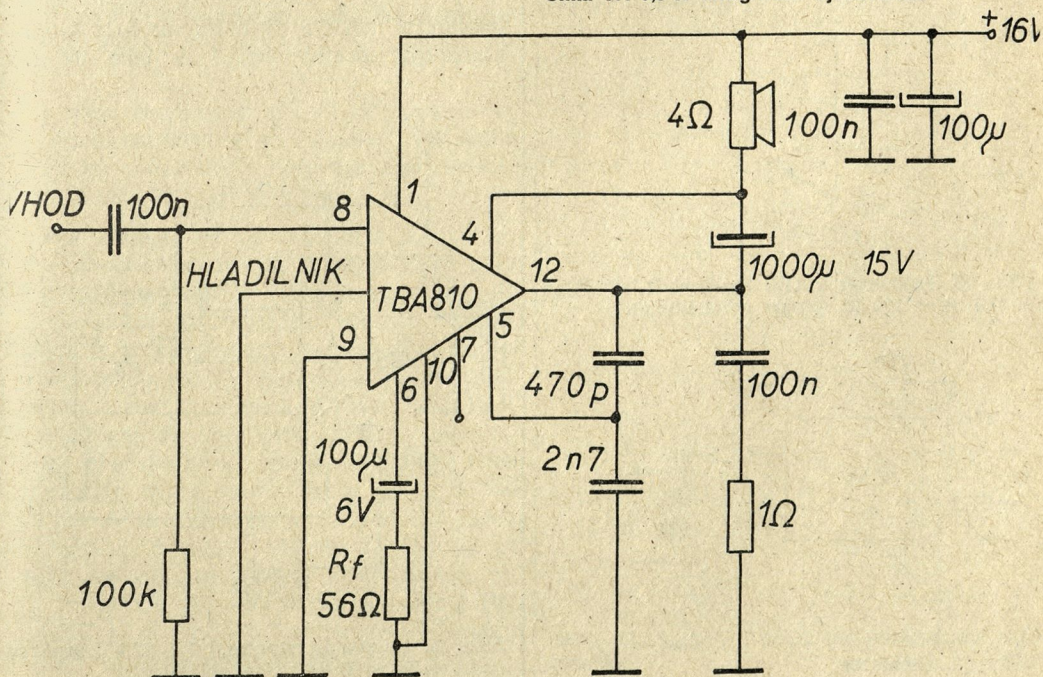 +
16V
4Ω
100n
100µ
VHOD
100n
8
1
4
HLADILNIK
12
1000µ 15V
TBA810
9
5
7
10
6
470p
100n
100µ
6V
2n7
1Ω
Rf
56Ω
100k